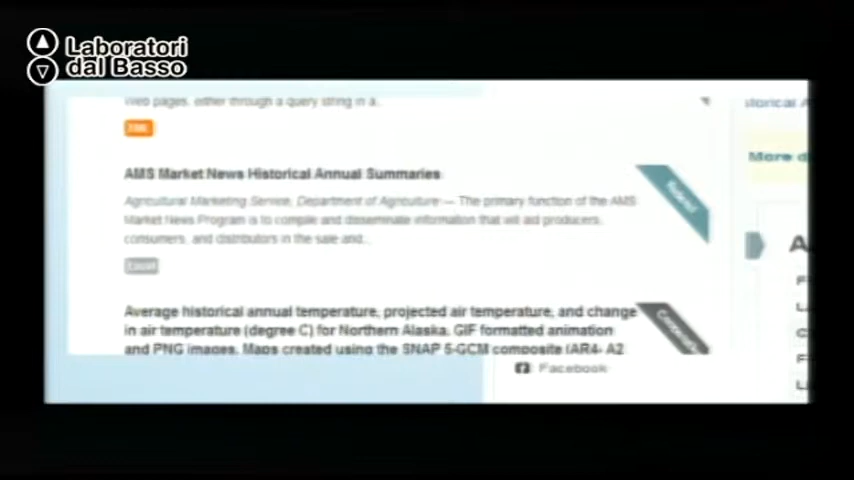 Laboratori
dal Basso
Web pages, either through a query string in a..
XML
AMS Market News Historical Annual Summaries
Agricultural Marketing Service, Department of Agriculture — The primary function of the AMS
Market News Program is to compile and disseminate information that will aid producers,
consumers, and distributors in the sale and...
Excel
Federal
Average historical annual temperature, projected air temperature, and change
in air temperature (degree C) for Northern Alaska. GIF formatted animation
and PNG images. Maps created using the SNAP 5-GCM composite (AR4- A2
Facebook
More d